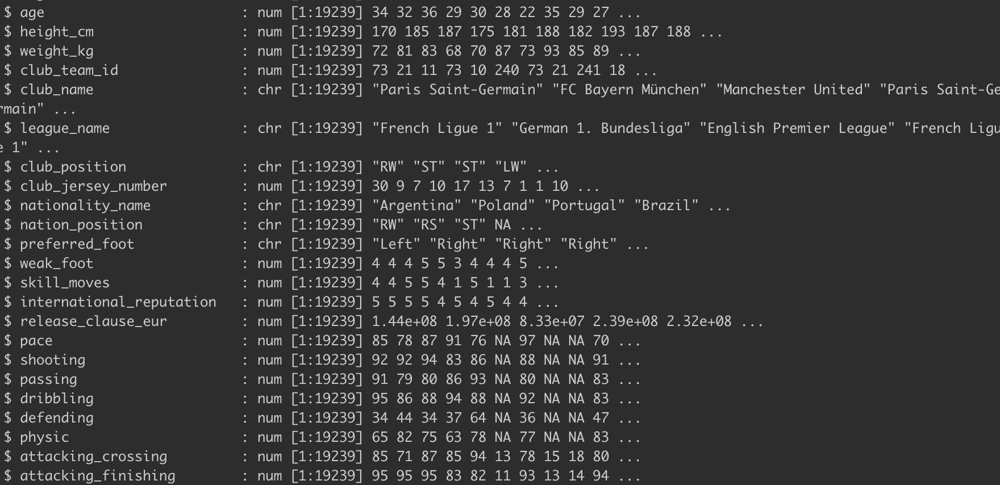 $ age : num [1:19239] 34 32 36 29 30 28 22 35 29 27 ...
$ height_cm : num [1:19239] 170 185 187 175 181 188 182 193 187 188 ...
$ weight_kg : num [1:19239] 72 81 83 68 70 87 73 93 85 89 ...
$ club_team_id : num [1:19239] 73 21 11 73 10 240 73 21 241 18 ...
$ club_name : chr [1:19239] "Paris Saint-Germain" "FC Bayern München" "Manchester United" "Paris Saint-Ge
rmain" ...
$ league_name : chr [1:19239] "French Ligue 1" "German 1. Bundesliga" "English Premier League" "French Ligu
e 1" ...
$ club_position : chr [1:19239] "RW" "ST" "ST" "LW" ...
$ club_jersey_number : num [1:19239] 30 9 7 10 17 13 7 1 1 10 ...
$ nationality_name : chr [1:19239] "Argentina" "Poland" "Portugal" "Brazil" ...
$ nation_position : chr [1:19239] "RW" "RS" "ST" NA ...
$ preferred_foot : chr [1:19239] "Left" "Right" "Right" "Right" ...
$ weak_foot : num [1:19239] 4 4 4 5 5 3 4 4 4 5 ...
$ skill_moves : num [1:19239] 4 4 5 5 4 1 5 1 1 3 ...
$ international_reputation : num [1:19239] 5 5 5 5 4 5 4 5 4 4 ...
$ release_clause_eur : num [1:19239] 1.44e+08 1.97e+08 8.33e+07 2.39e+08 2.32e+08 ...
$ pace : num [1:19239] 85 78 87 91 76 NA 97 NA NA 70 ...
$ shooting : num [1:19239] 92 92 94 83 86 NA 88 NA NA 91 ...
$ passing : num [1:19239] 91 79 80 86 93 NA 80 NA NA 83 ...
$ dribbling : num [1:19239] 95 86 88 94 88 NA 92 NA NA 83 ...
$ defending : num [1:19239] 34 44 34 37 64 NA 36 NA NA 47 ...
$ physic : num [1:19239] 65 82 75 63 78 NA 77 NA NA 83 ...
$ attacking_crossing : num [1:19239] 85 71 87 85 94 13 78 15 18 80 ...
$ attacking_finishing : num [1:19239] 95 95 95 83 82 11 93 13 14 94 ...